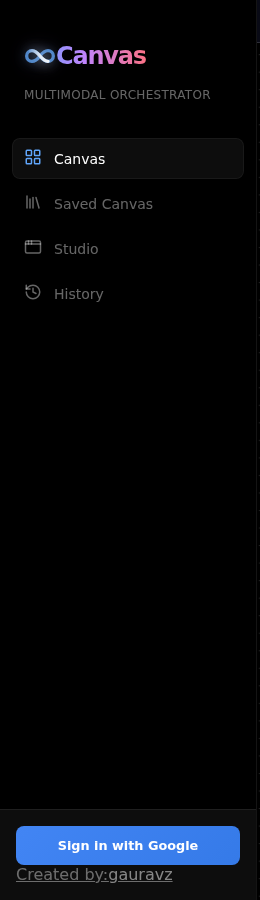 Canvas
MULTIMODAL ORCHESTRATOR
Canvas
Saved Canvas
Studio
History
Sign in with Google
Created by:gauravz